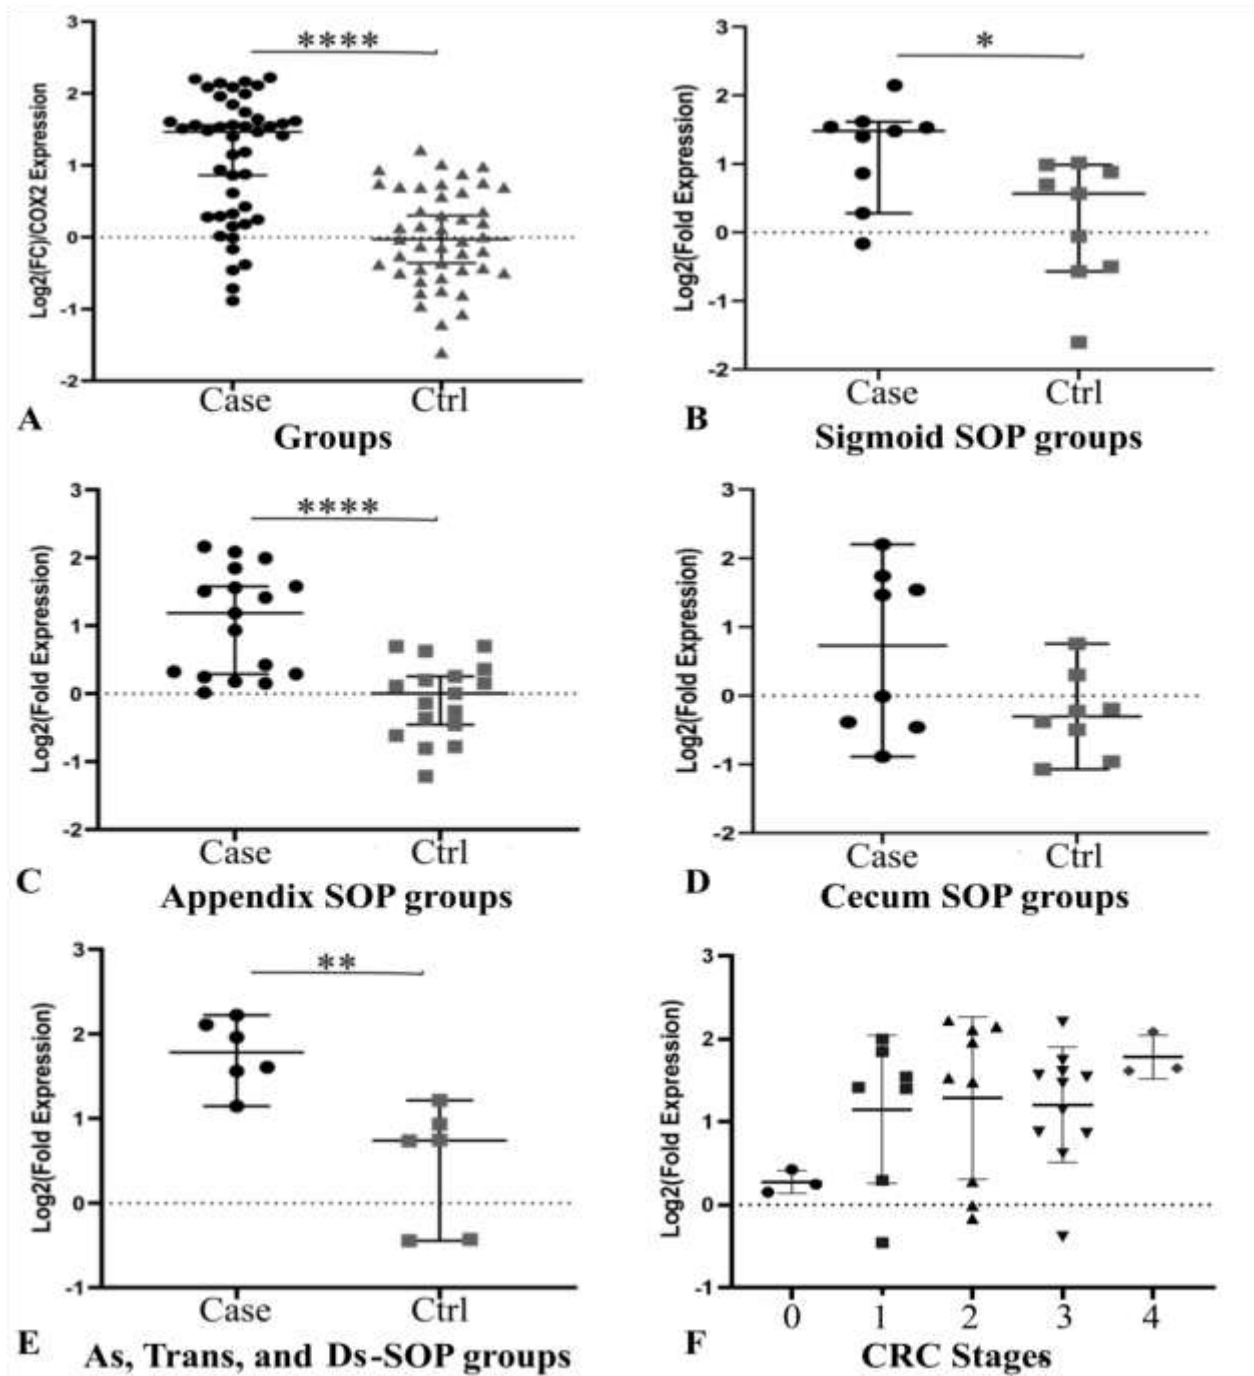 3
2
1
0
-1
-2
Log2(FC)/COX2 Expression
****
Case
Ctrl
A
Groups
3
2
1
0
-1
-2
Log2(Fold Expression)
*
Case
Ctrl
B
Sigmoid SOP groups
3
2
1
0
-1
-2
Log2(Fold Expression)
****
Case
Ctrl
C
Appendix SOP groups
3
2
1
0
-1
-2
Log2(Fold Expression)
Case
Ctrl
D
Cecum SOP groups
3
2
1
0
-1
Log2(Fold Expression)
**
Case
Ctrl
E
As, Trans, and Ds-SOP groups
3
2
1
0
-1
Log2(Fold Expression)
0 1 2 3 4
F
CRC Stages